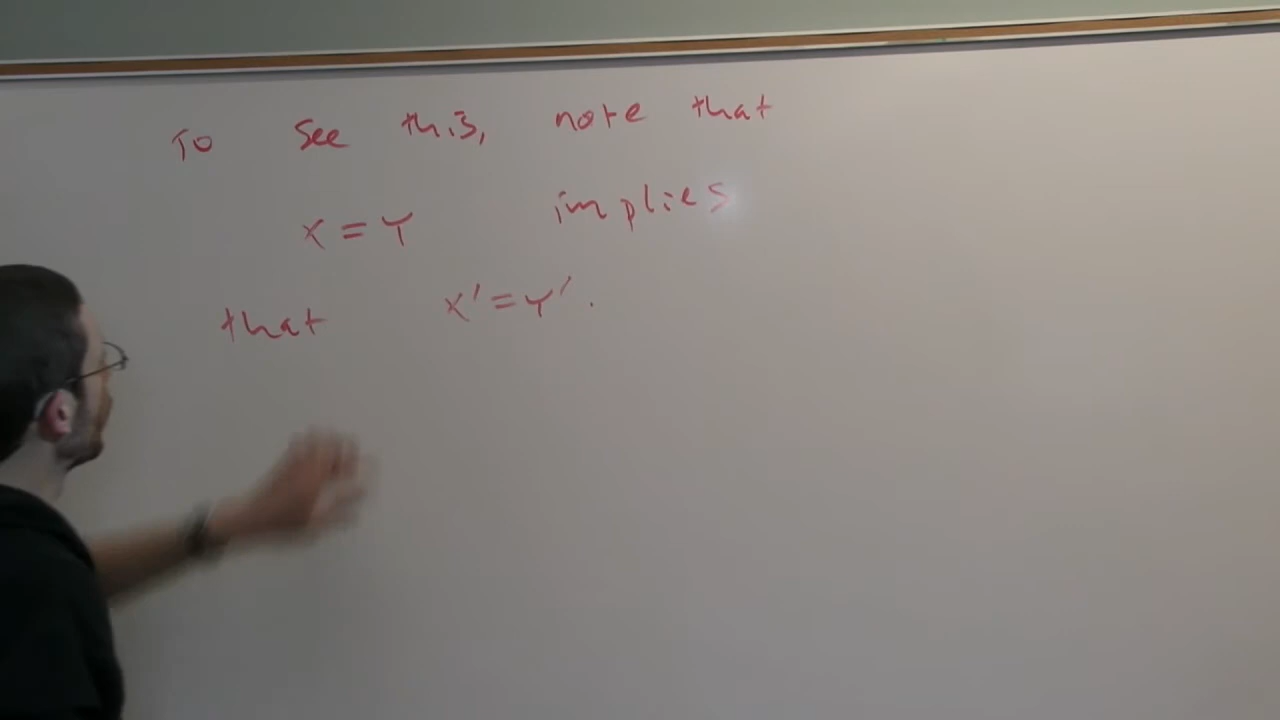 To see this, note that
X = Y implies
that X' = Y'.